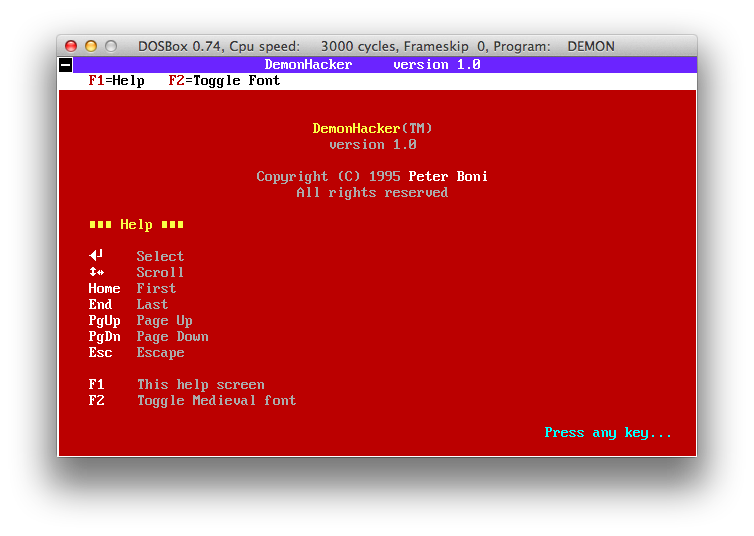 DOSBox 0.74, Cpu speed: 3000 cycles, Frameskip 0, Program: DEMON
DemonHacker version 1.0
F1=Help F2=Toggle Font
DemonHacker(TM)
version 1.0
Copyright (C) 1995 Peter Boni
All rights reserved
■■■ Help ■■■
Select
Scroll
Home First
End Last
PgUp Page Up
PgDn Page Down
Esc Escape
F1 This help screen
F2 Toggle Medieval font
Press any key...